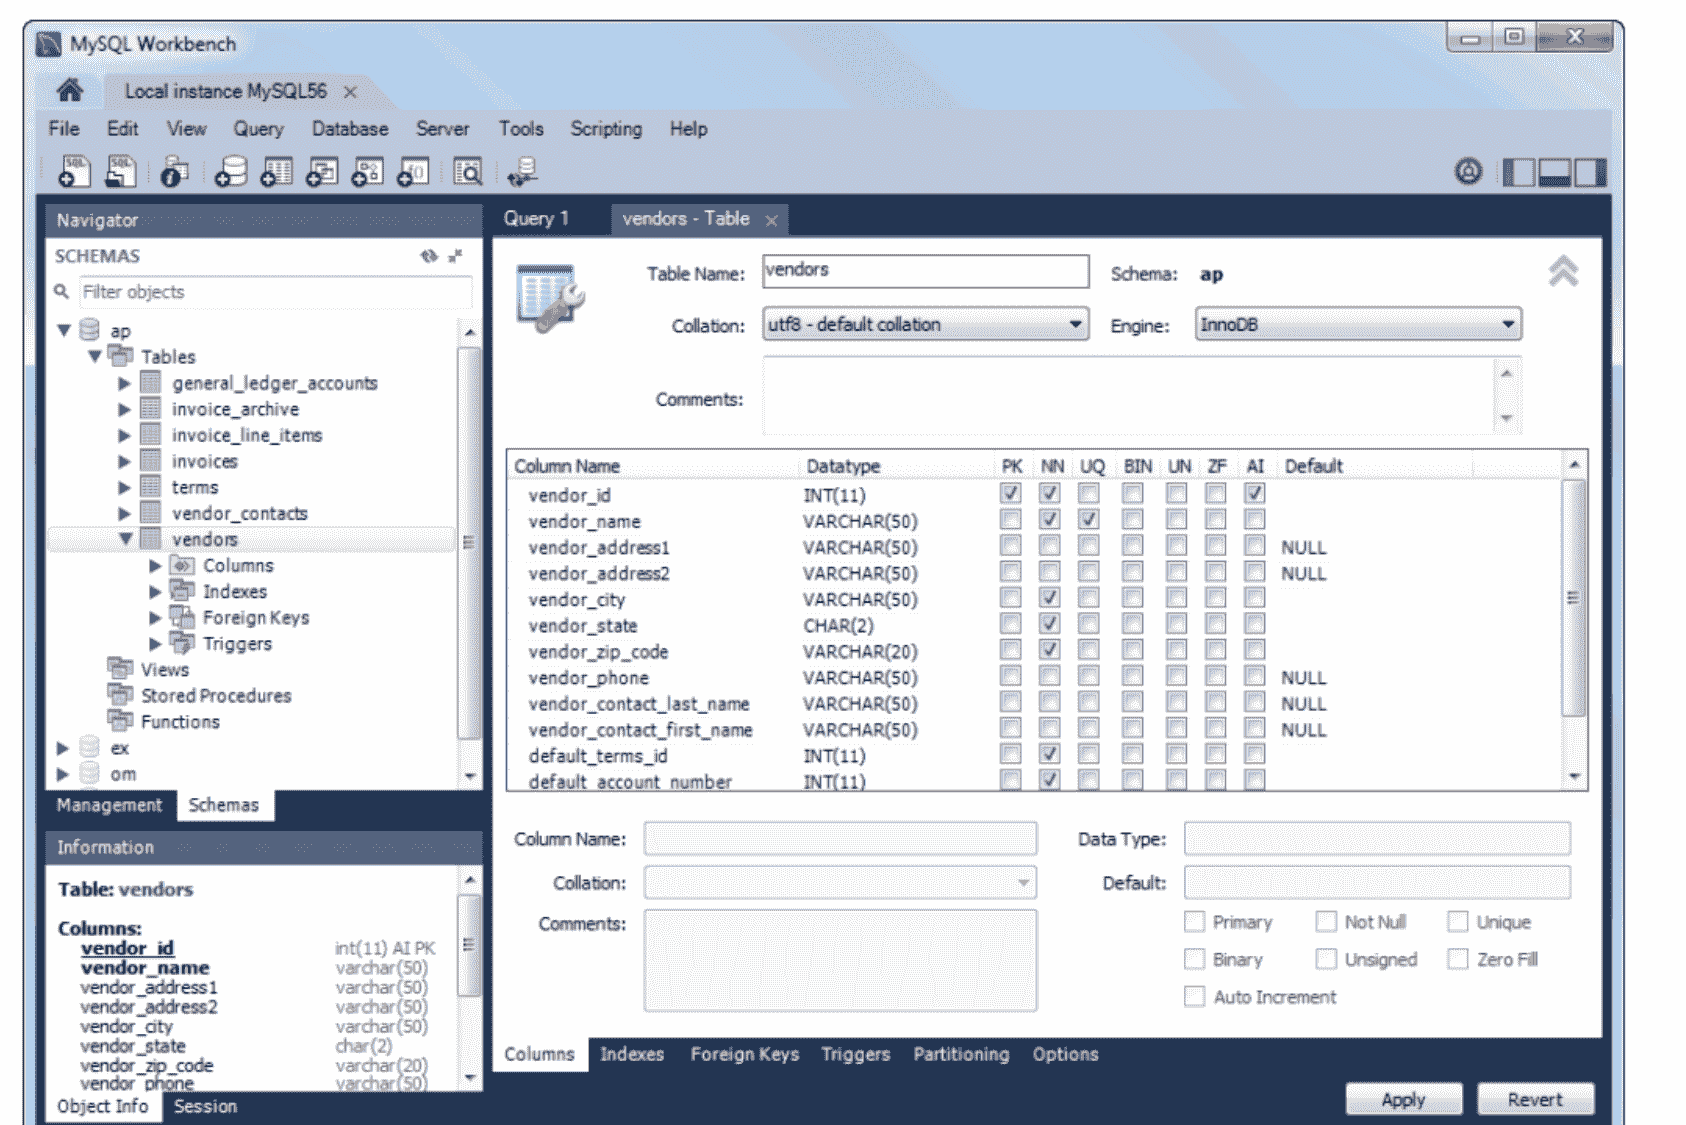 MySQL Workbench
Local instance MySQL56
File Edit View Query Database Server Tools Scripting Help
Navigator
SCHEMAS
Filter objects
ap
Tables
general_ledger_accounts
invoice_archive
invoice_line_items
invoices
terms
vendor_contacts
vendors
Columns
Indexes
Foreign Keys
Triggers
Views
Stored Procedures
Functions
ex
om
Management Schemas
Information
Table: vendors
Columns:
vendor_id int(11) AI PK
vendor_name varchar(50)
vendor_address1 varchar(50)
vendor_address2 varchar(50)
vendor_city varchar(50)
vendor_state char(2)
vendor_zip_code varchar(20)
vendor_phone varchar(50)
Object Info Session
Query 1 vendors - Table
Table Name: vendors Schema: ap
Collation: utf8 - default collation Engine: InnoDB
Comments:
Column Name Datatype PK NN UQ BIN UN ZF AI Default
vendor_id INT(11)
vendor_name VARCHAR(50)
vendor_address1 VARCHAR(50) NULL
vendor_address2 VARCHAR(50) NULL
vendor_city VARCHAR(50)
vendor_state CHAR(2)
vendor_zip_code VARCHAR(20)
vendor_phone VARCHAR(50) NULL
vendor_contact_last_name VARCHAR(50) NULL
vendor_contact_first_name VARCHAR(50) NULL
default_terms_id INT(11)
default_account_number INT(11)
Column Name: Data Type:
Collation: Default:
Comments:
Primary Not Null Unique
Binary Unsigned Zero Fill
Auto Increment
Columns Indexes Foreign Keys Triggers Partitioning Options
Apply Revert